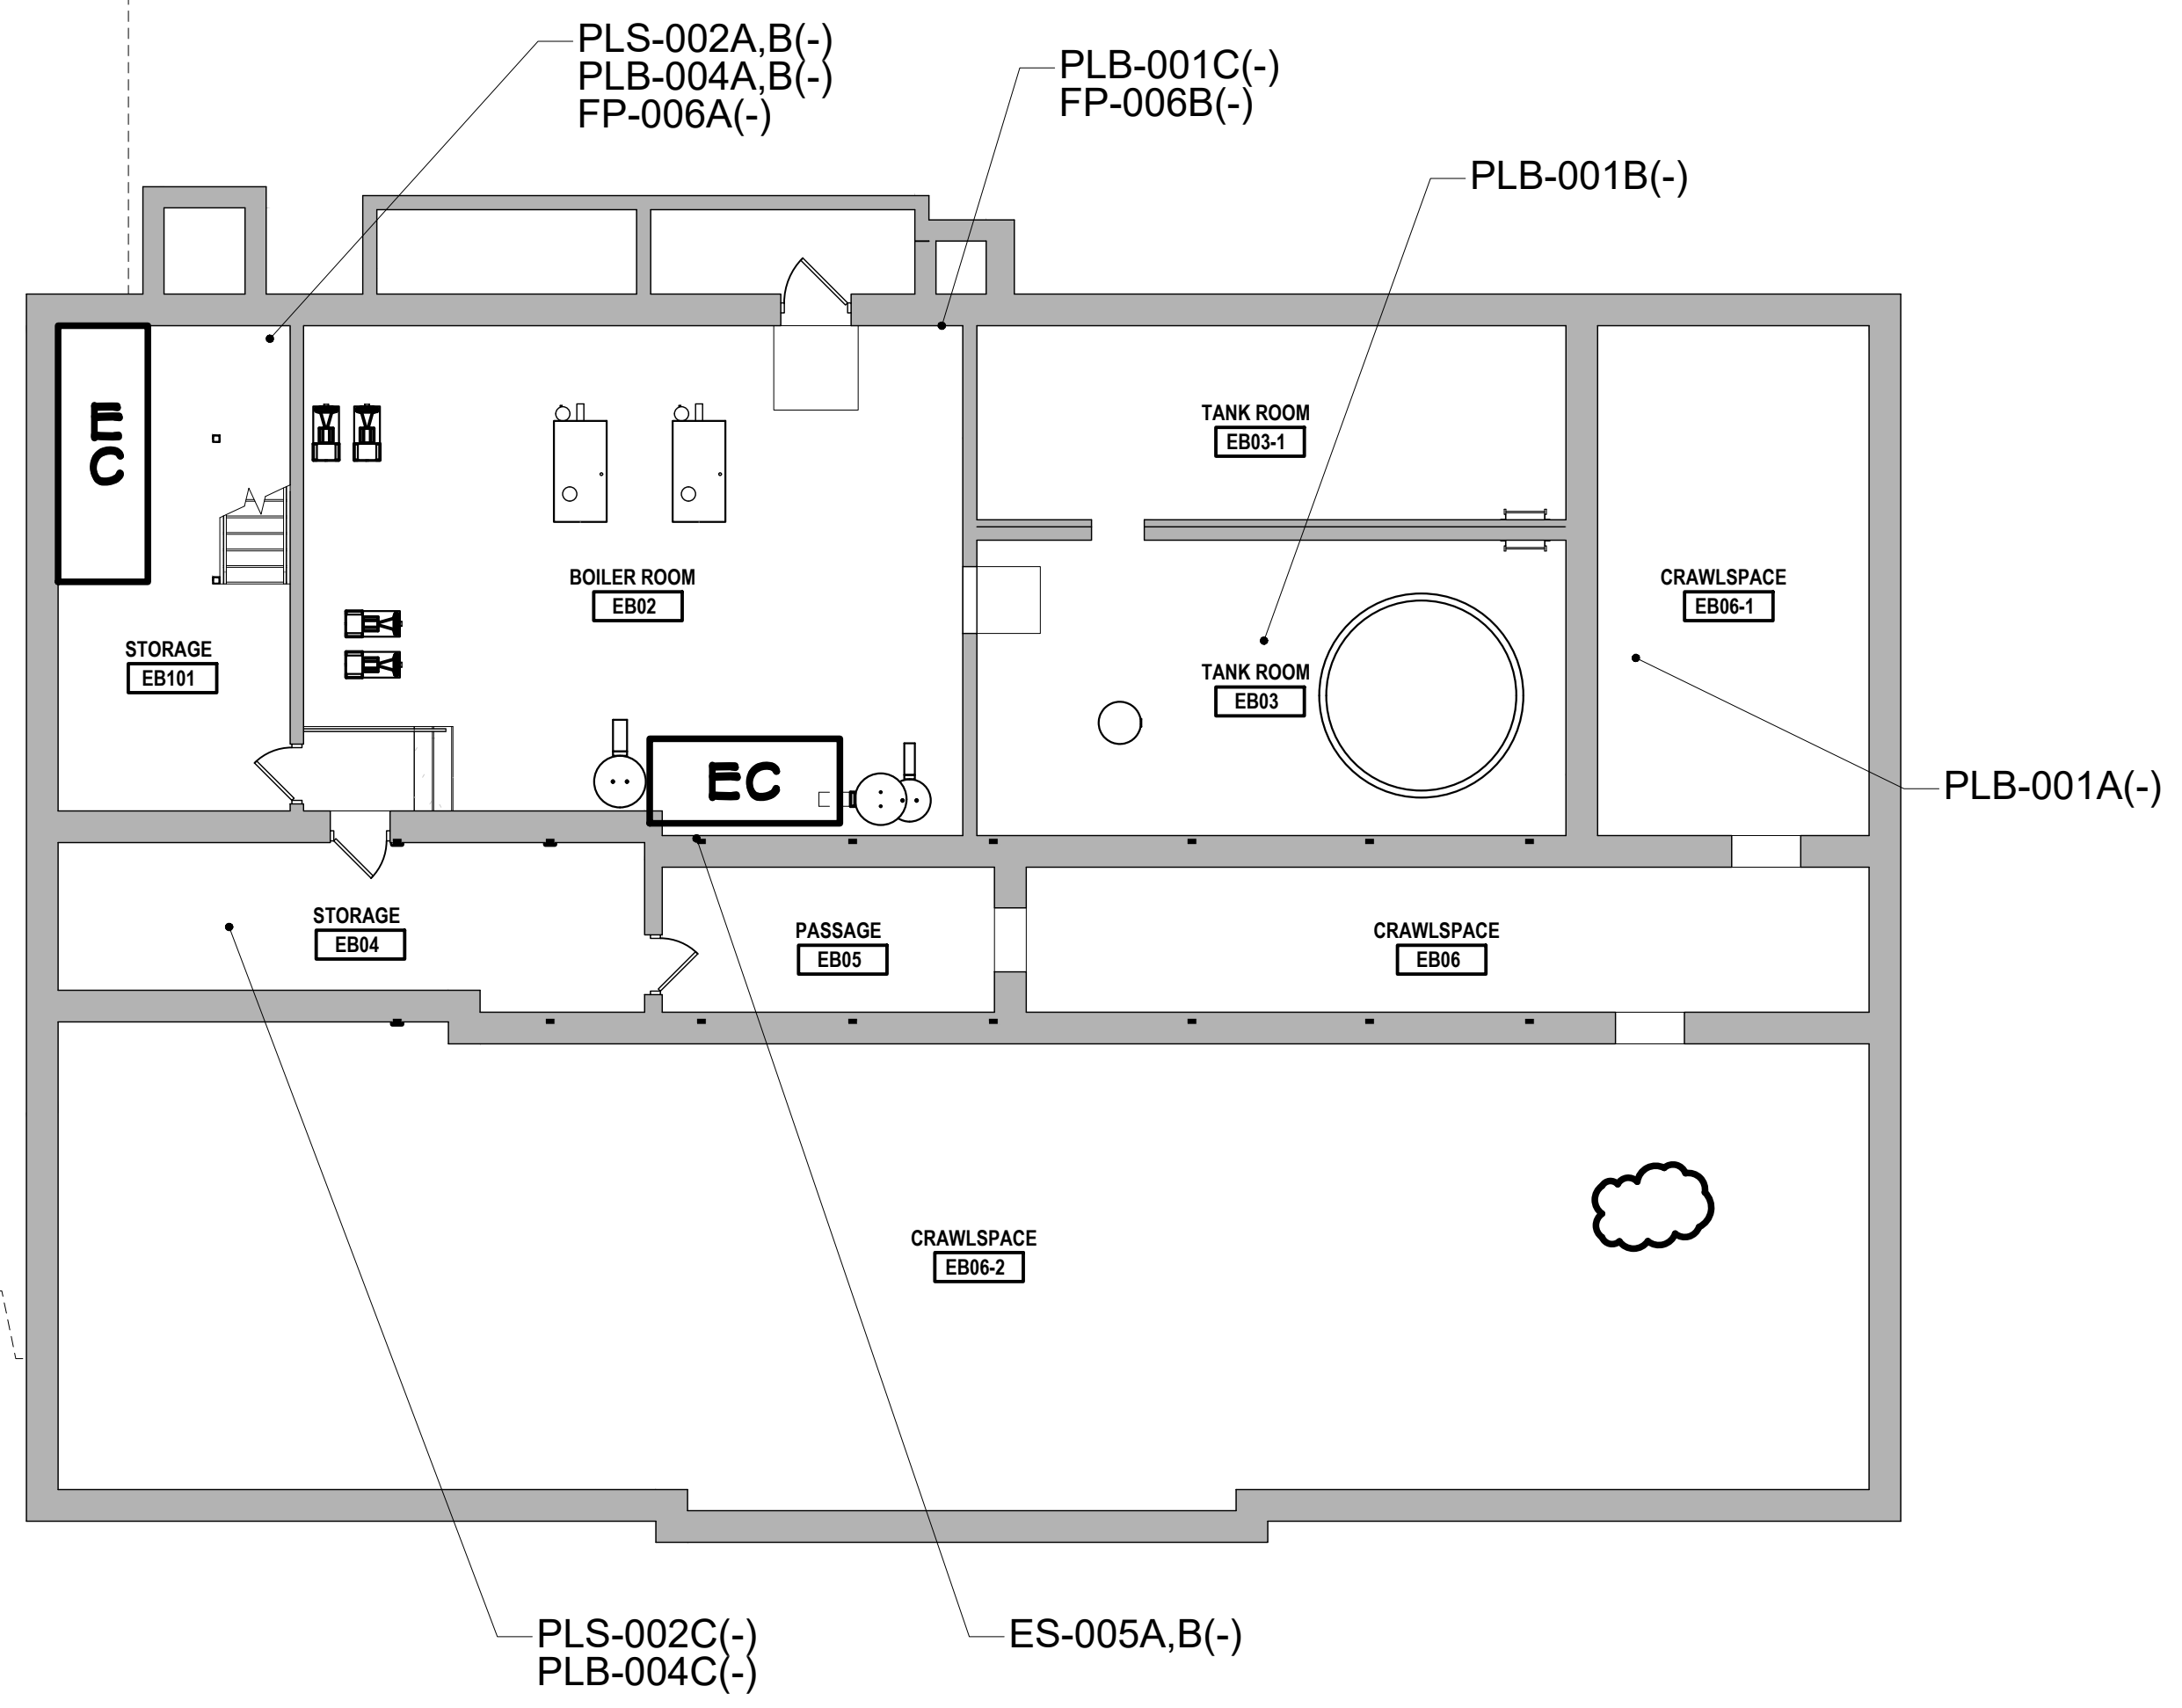 PLS-002A,B(-)
PLB-004A,B(-)
FP-006A(-)
PLB-001C(-)
FP-006B(-)
PLB-001B(-)
E
C
TANK ROOM
EB03-1
BOILER ROOM
EB02
CRAWLSPACE
EB06-1
STORAGE
EB101
TANK ROOM
EB03
EC
PLB-001A(-)
STORAGE
EB04
PASSAGE
EB05
CRAWLSPACE
EB06
CRAWLSPACE
EB06-2
PLS-002C(-)
PLB-004C(-)
ES-005A,B(-)